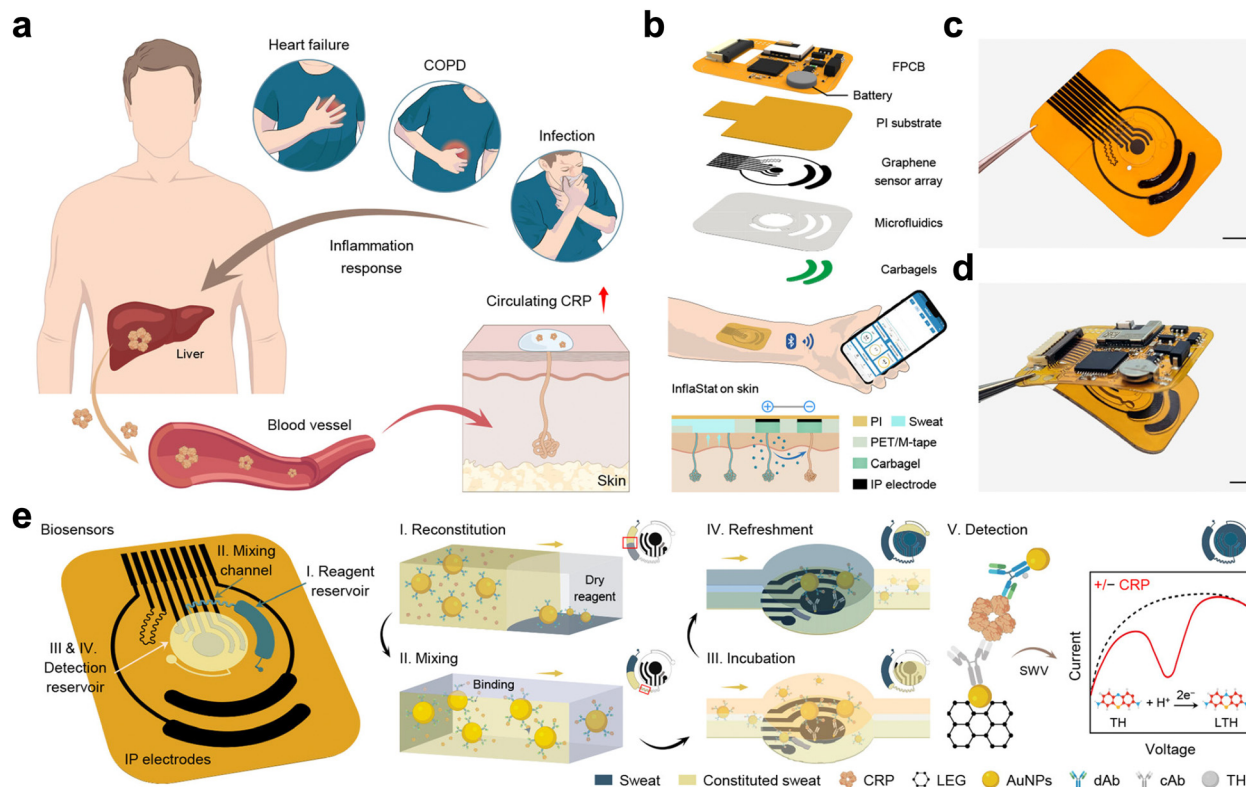 a
Heart failure
COPD
Infection
Inflammation
response
Liver
Circulating CRP
Blood vessel
Skin
b
FPCB
Battery
PI substrate
Graphene
sensor array
Microfluidics
Carbagels
InflaStat on skin
PI
Sweat
PET/M-tape
Carbagel
IP electrode
c
d
e
Biosensors
II. Mixing
channel
I. Reagent
reservoir
III & IV.
Detection
reservoir
IP electrodes
I. Reconstitution
Dry
reagent
II. Mixing
Binding
IV. Refreshment
III. Incubation
V. Detection
SWV
+/− CRP
Current
TH
+ H⁺
2e⁻
LTH
Voltage
Sweat
Constituted sweat
CRP
LEG
AuNPs
dAb
cAb
TH